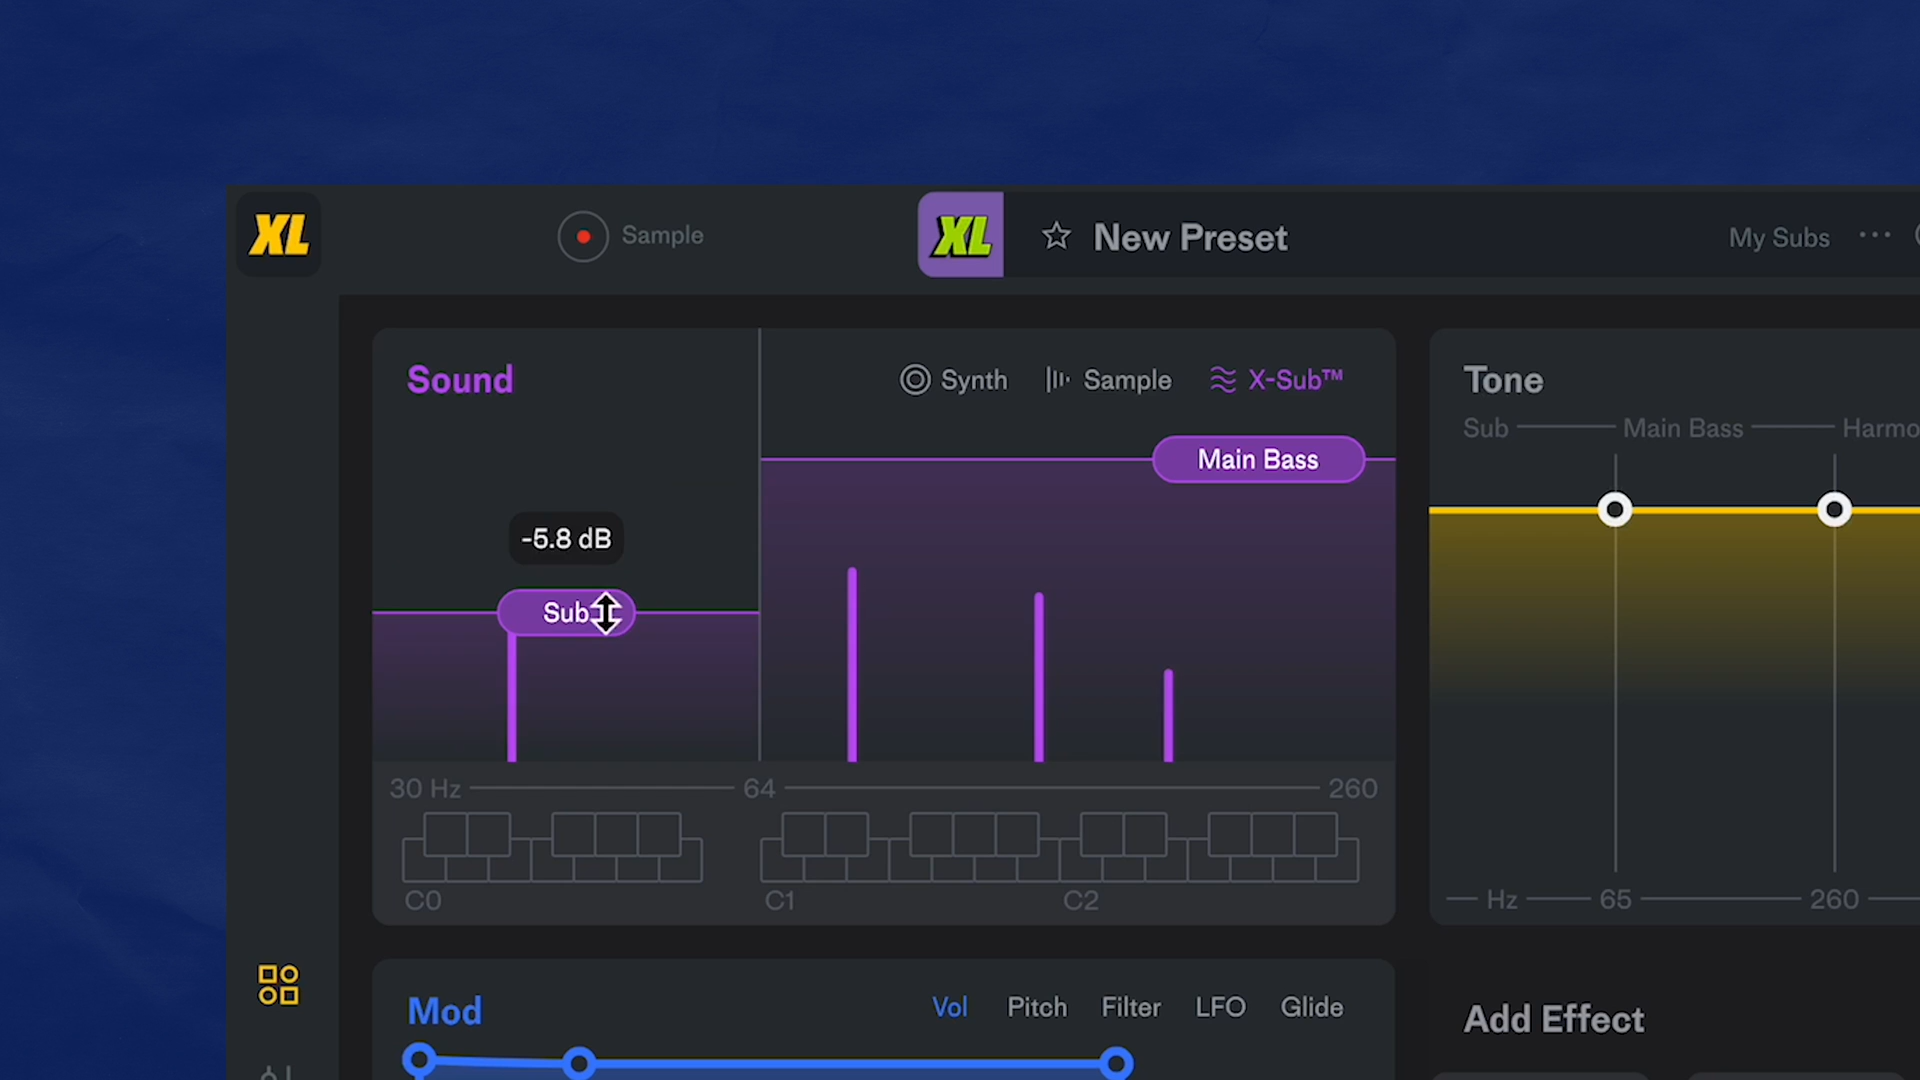 XL
Sample
XL
New Preset
My Subs
Sound
Synth
Sample
X-Sub™
Main Bass
-5.8 dB
Sub
30 Hz
64
260
C0
C1
C2
Tone
Sub
Main Bass
Harmo
Hz
65
260
Mod
Vol
Pitch
Filter
LFO
Glide
Add Effect